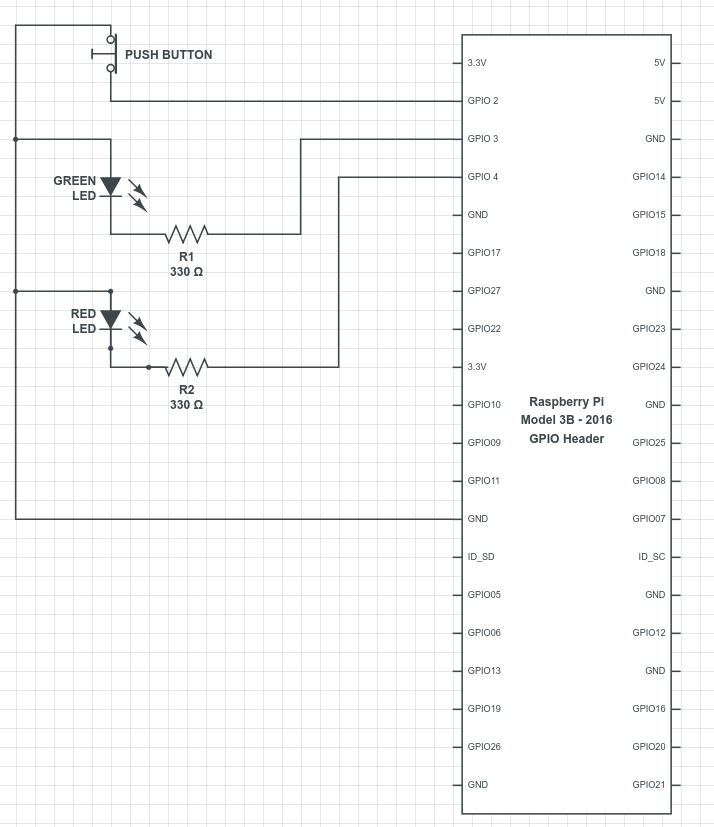 PUSH BUTTON
GREEN
LED
R1
330 Ω
RED
LED
R2
330 Ω
3.3V
GPIO 2
GPIO 3
GPIO 4
GND
GPIO17
GPIO27
GPIO22
3.3V
GPIO10
GPIO09
GPIO11
GND
ID_SD
GPIO05
GPIO06
GPIO13
GPIO19
GPIO26
GND
Raspberry Pi
Model 3B - 2016
GPIO Header
5V
5V
GND
GPIO14
GPIO15
GPIO18
GND
GPIO23
GPIO24
GND
GPIO25
GPIO08
GPIO07
ID_SC
GND
GPIO12
GND
GPIO16
GPIO20
GPIO21